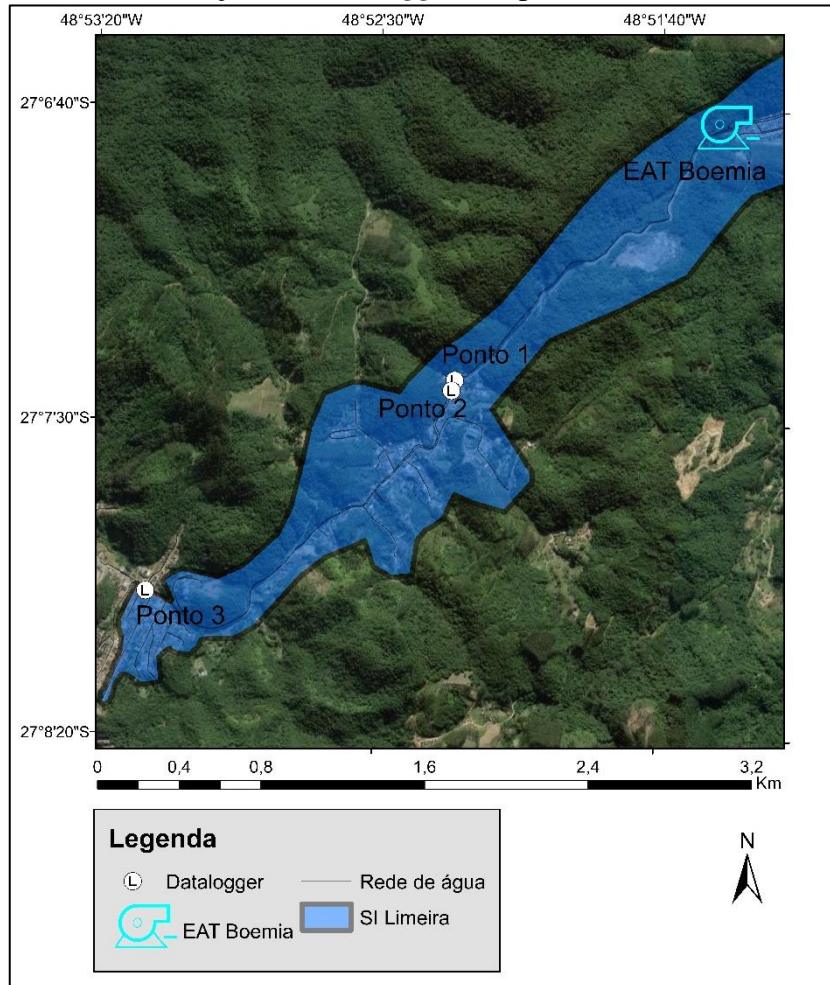 48°53'20"W 48°52'30"W 48°51'40"W
27°6'40"S
EAT Boemia
Ponto 1
L
L
Ponto 2
27°7'30"S
L
Ponto 3
27°8'20"S
0 0,4 0,8 1,6 2,4 3,2
Km
Legenda
L Datalogger Rede de água
EAT Boemia SI Limeira
N